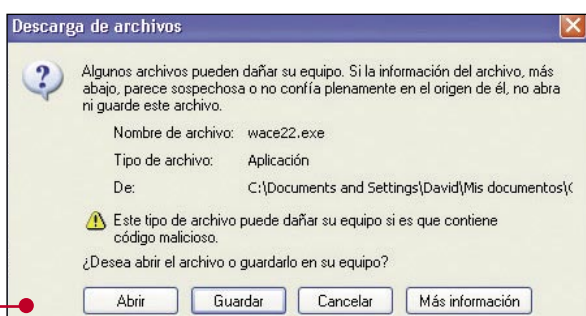 Descarga de archivos
Algunos archivos pueden dañar su equipo. Si la información del archivo, más
abajo, parece sospechosa o no confía plenamente en el origen de él, no abra
ni guarde este archivo.
Nombre de archivo: wace22.exe
Tipo de archivo: Aplicación
De: C:\Documents and Settings\David\Mis documentos\(
Este tipo de archivo puede dañar su equipo si es que contiene
código malicioso.
¿Desea abrir el archivo o guardarlo en su equipo?
Abrir Guardar Cancelar Más información